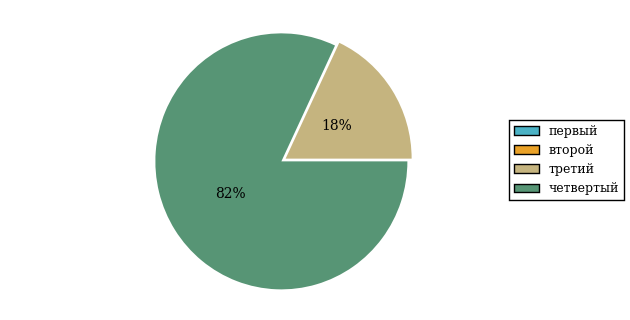 18%
82%
первый
второй
третий
четвертый